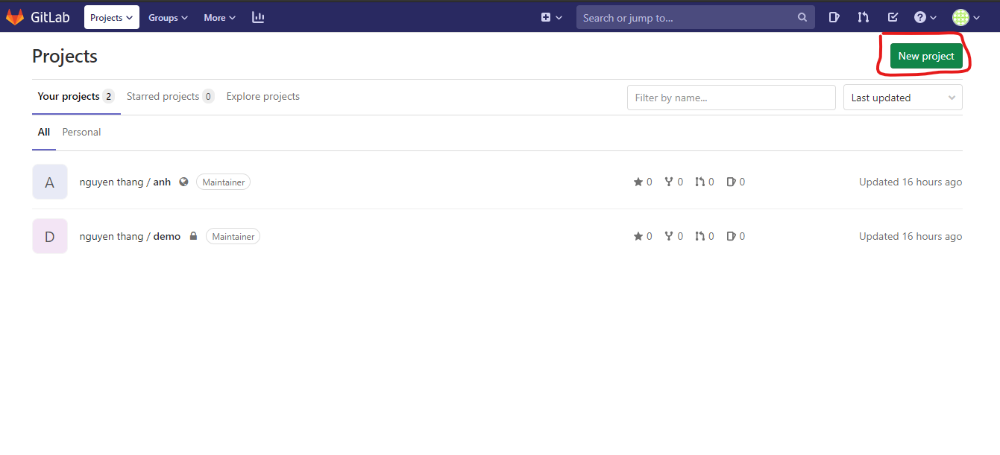 GitLab Projects Groups More Search or jump to...
Projects New project
Your projects 2 Starred projects 0 Explore projects Filter by name... Last updated
All Personal
A nguyen thang / anh Maintainer 0 0 0 0 Updated 16 hours ago
D nguyen thang / demo Maintainer 0 0 0 0 Updated 16 hours ago